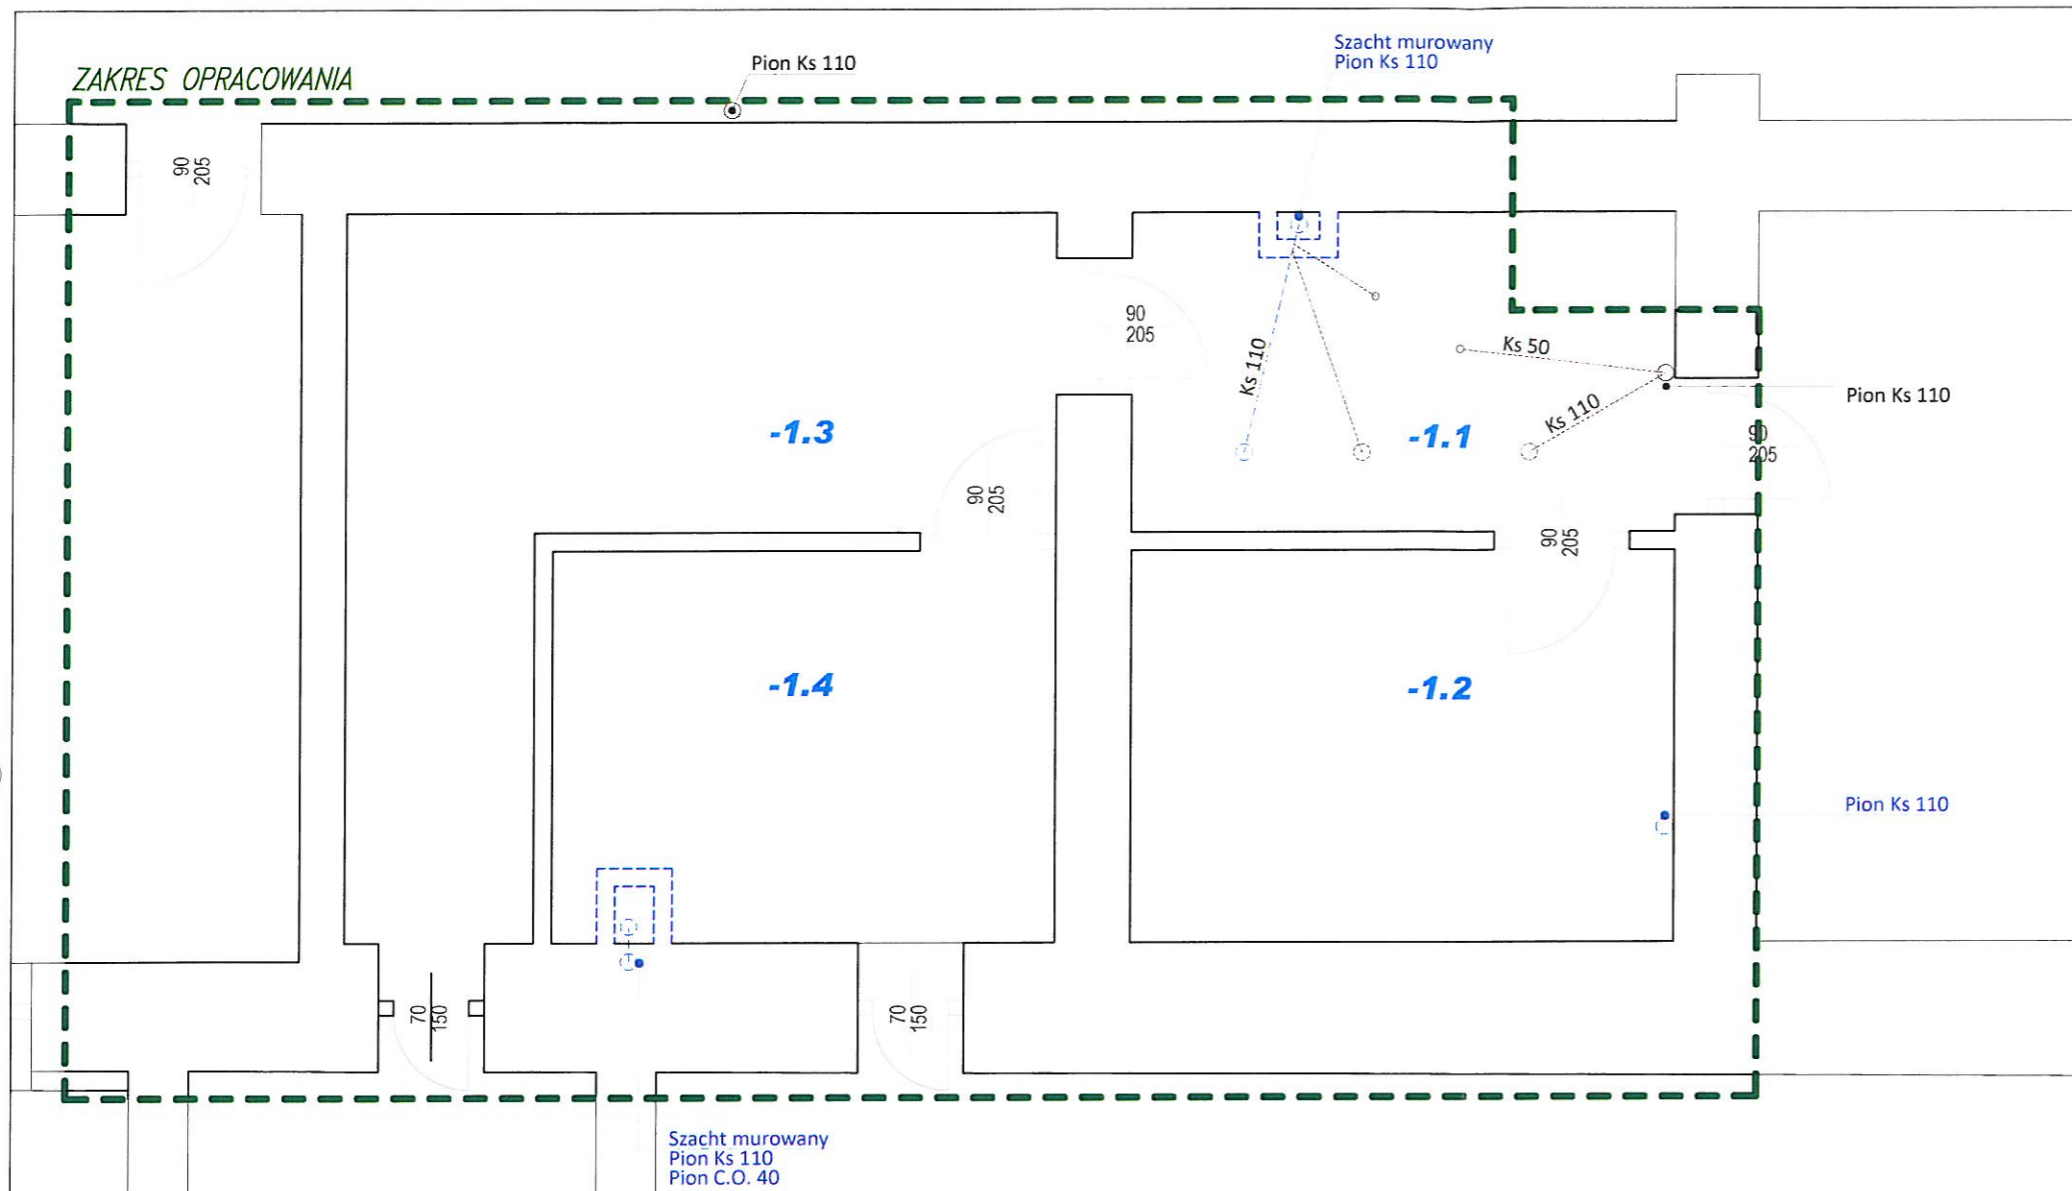 Szacht murowany
Pion Ks 110
Pion Ks 110
ZAKRES OPRACOWANIA
90
205
90
205
Ks 110
Ks 50
Pion Ks 110
Ks 110
-1.3
-1.1
90
205
90
205
90
205
-1.4
-1.2
Pion Ks 110
70
150
70
150
Szacht murowany
Pion Ks 110
Pion C.O. 40